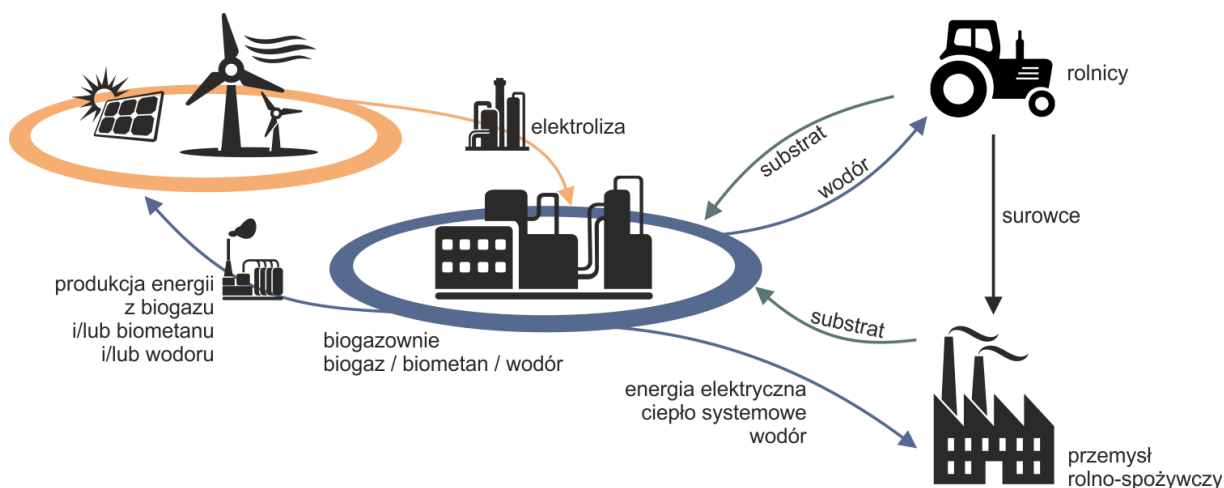 rolnicy
elektroliza
substrat
wodór
surowce
produkcja energii
z biogazu
i/lub biometanu
i/lub wodoru
substrat
biogazownie
biogaz / biometan / wodór
energia elektryczna
ciepło systemowe
wodór
przemysł
rolno-spożywczy